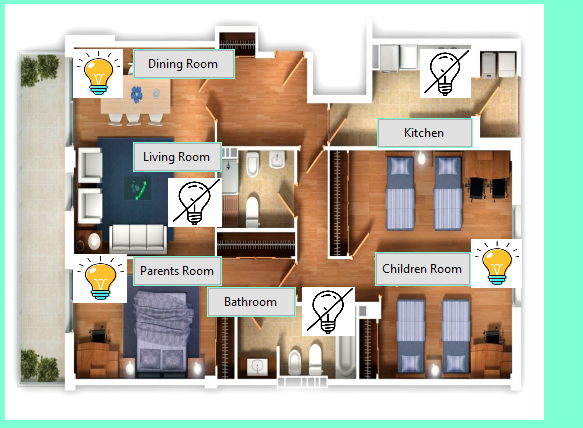 Dining Room
Kitchen
Living Room
Parents Room
Children Room
Bathroom